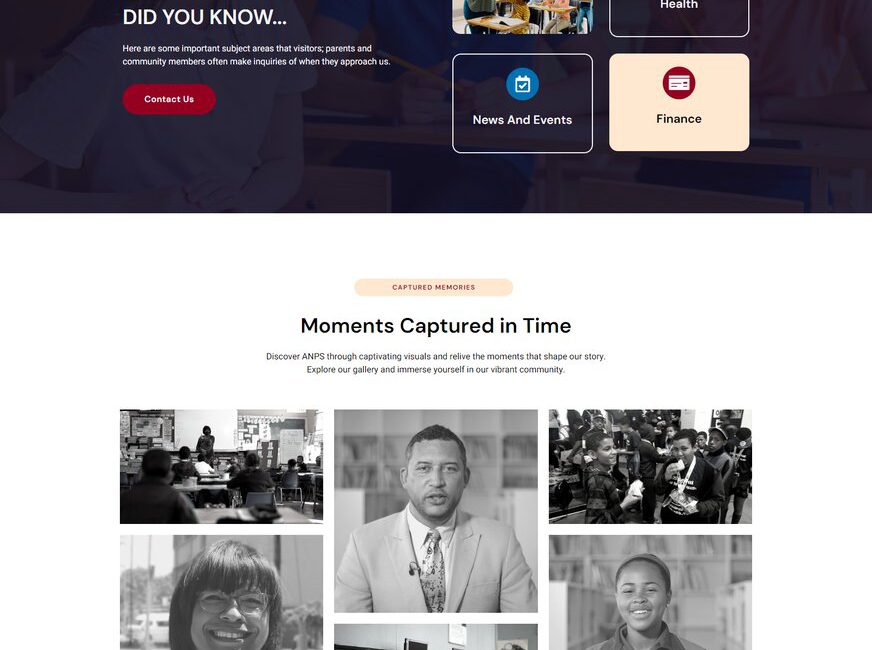 DID YOU KNOW...
Here are some important subject areas that visitors; parents and
community members often make inquiries of when they approach us.
Contact Us
Health
News And Events
Finance
CAPTURED MEMORIES
Moments Captured in Time
Discover ANPS through captivating visuals and relive the moments that shape our story.
Explore our gallery and immerse yourself in our vibrant community.